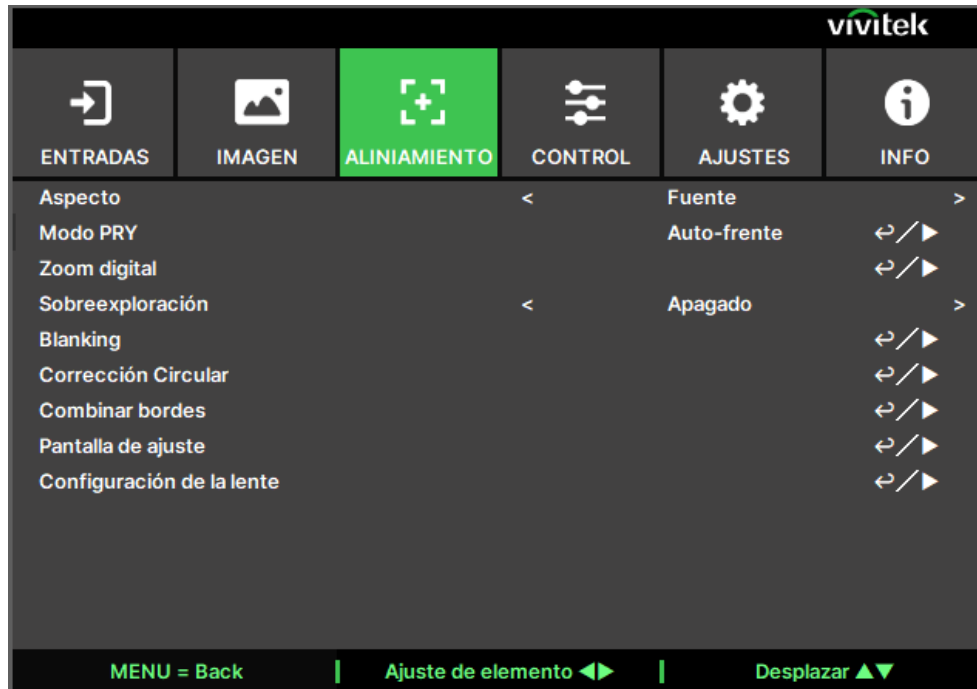 vivitek
ENTRADAS IMAGEN ALINIAMIENTO CONTROL AJUSTES INFO
Aspecto < Fuente >
Modo PRY Auto-frente ↩/▶
Zoom digital ↩/▶
Sobreexploración < Apagado >
Blanking ↩/▶
Corrección Circular ↩/▶
Combinar bordes ↩/▶
Pantalla de ajuste ↩/▶
Configuración de la lente ↩/▶
MENU = Back | Ajuste de elemento ◀▶ | Desplazar ▲▼